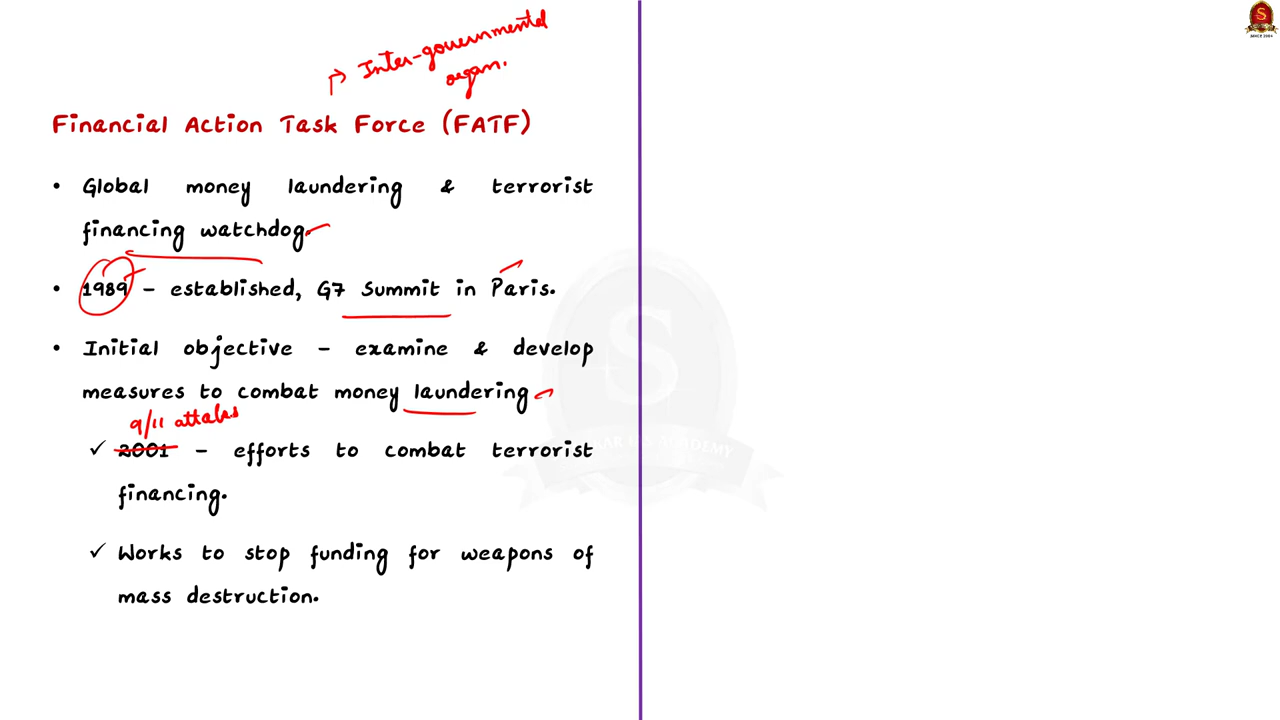 Inter-governmental
organ.
Financial Action Task Force (FATF)
• Global money laundering & terrorist
financing watchdog
• 1989 – established, G7 Summit in Paris.
• Initial objective – examine & develop
measures to combat money laundering
9/11 attacks
✓ 2001 – efforts to combat terrorist
financing.
✓ Works to stop funding for weapons of
mass destruction.
S
SINCE 2004